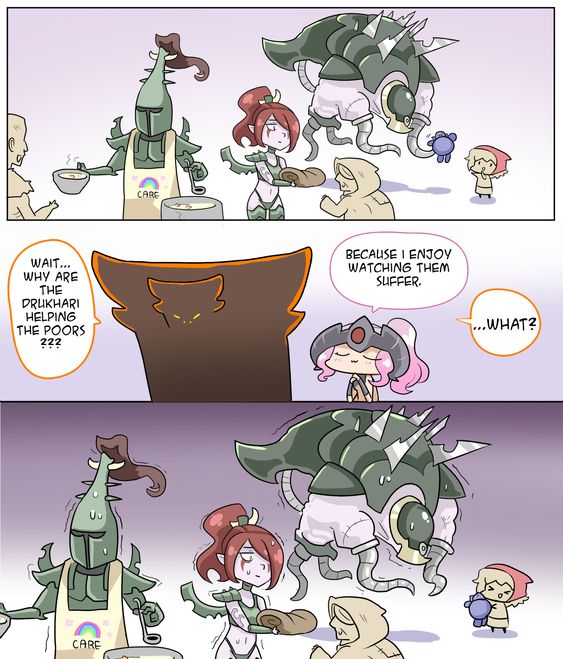 CARE
WAIT...
WHY ARE
THE
DRUKHARI
HELPING
THE POORS
???
BECAUSE I ENJOY
WATCHING THEM
SUFFER.
...WHAT?
CARE